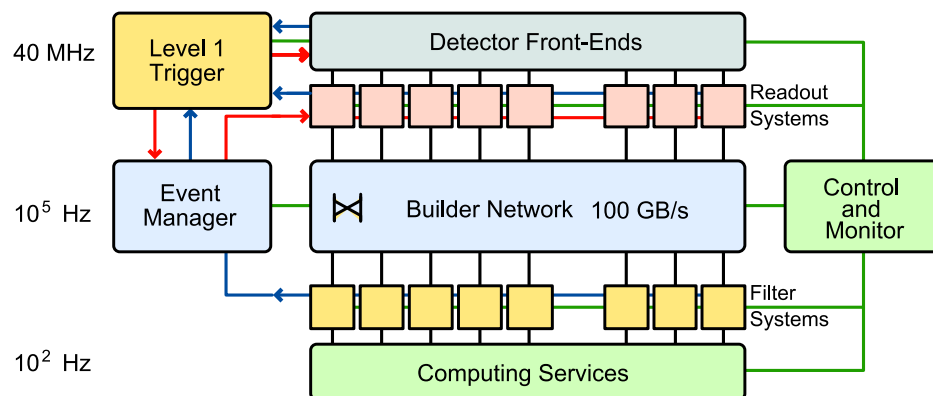 40 MHz
Level 1
Trigger
Detector Front-Ends
Readout
Systems
10⁵ Hz
Event
Manager
Builder Network 100 GB/s
Control
and
Monitor
Filter
Systems
10² Hz
Computing Services